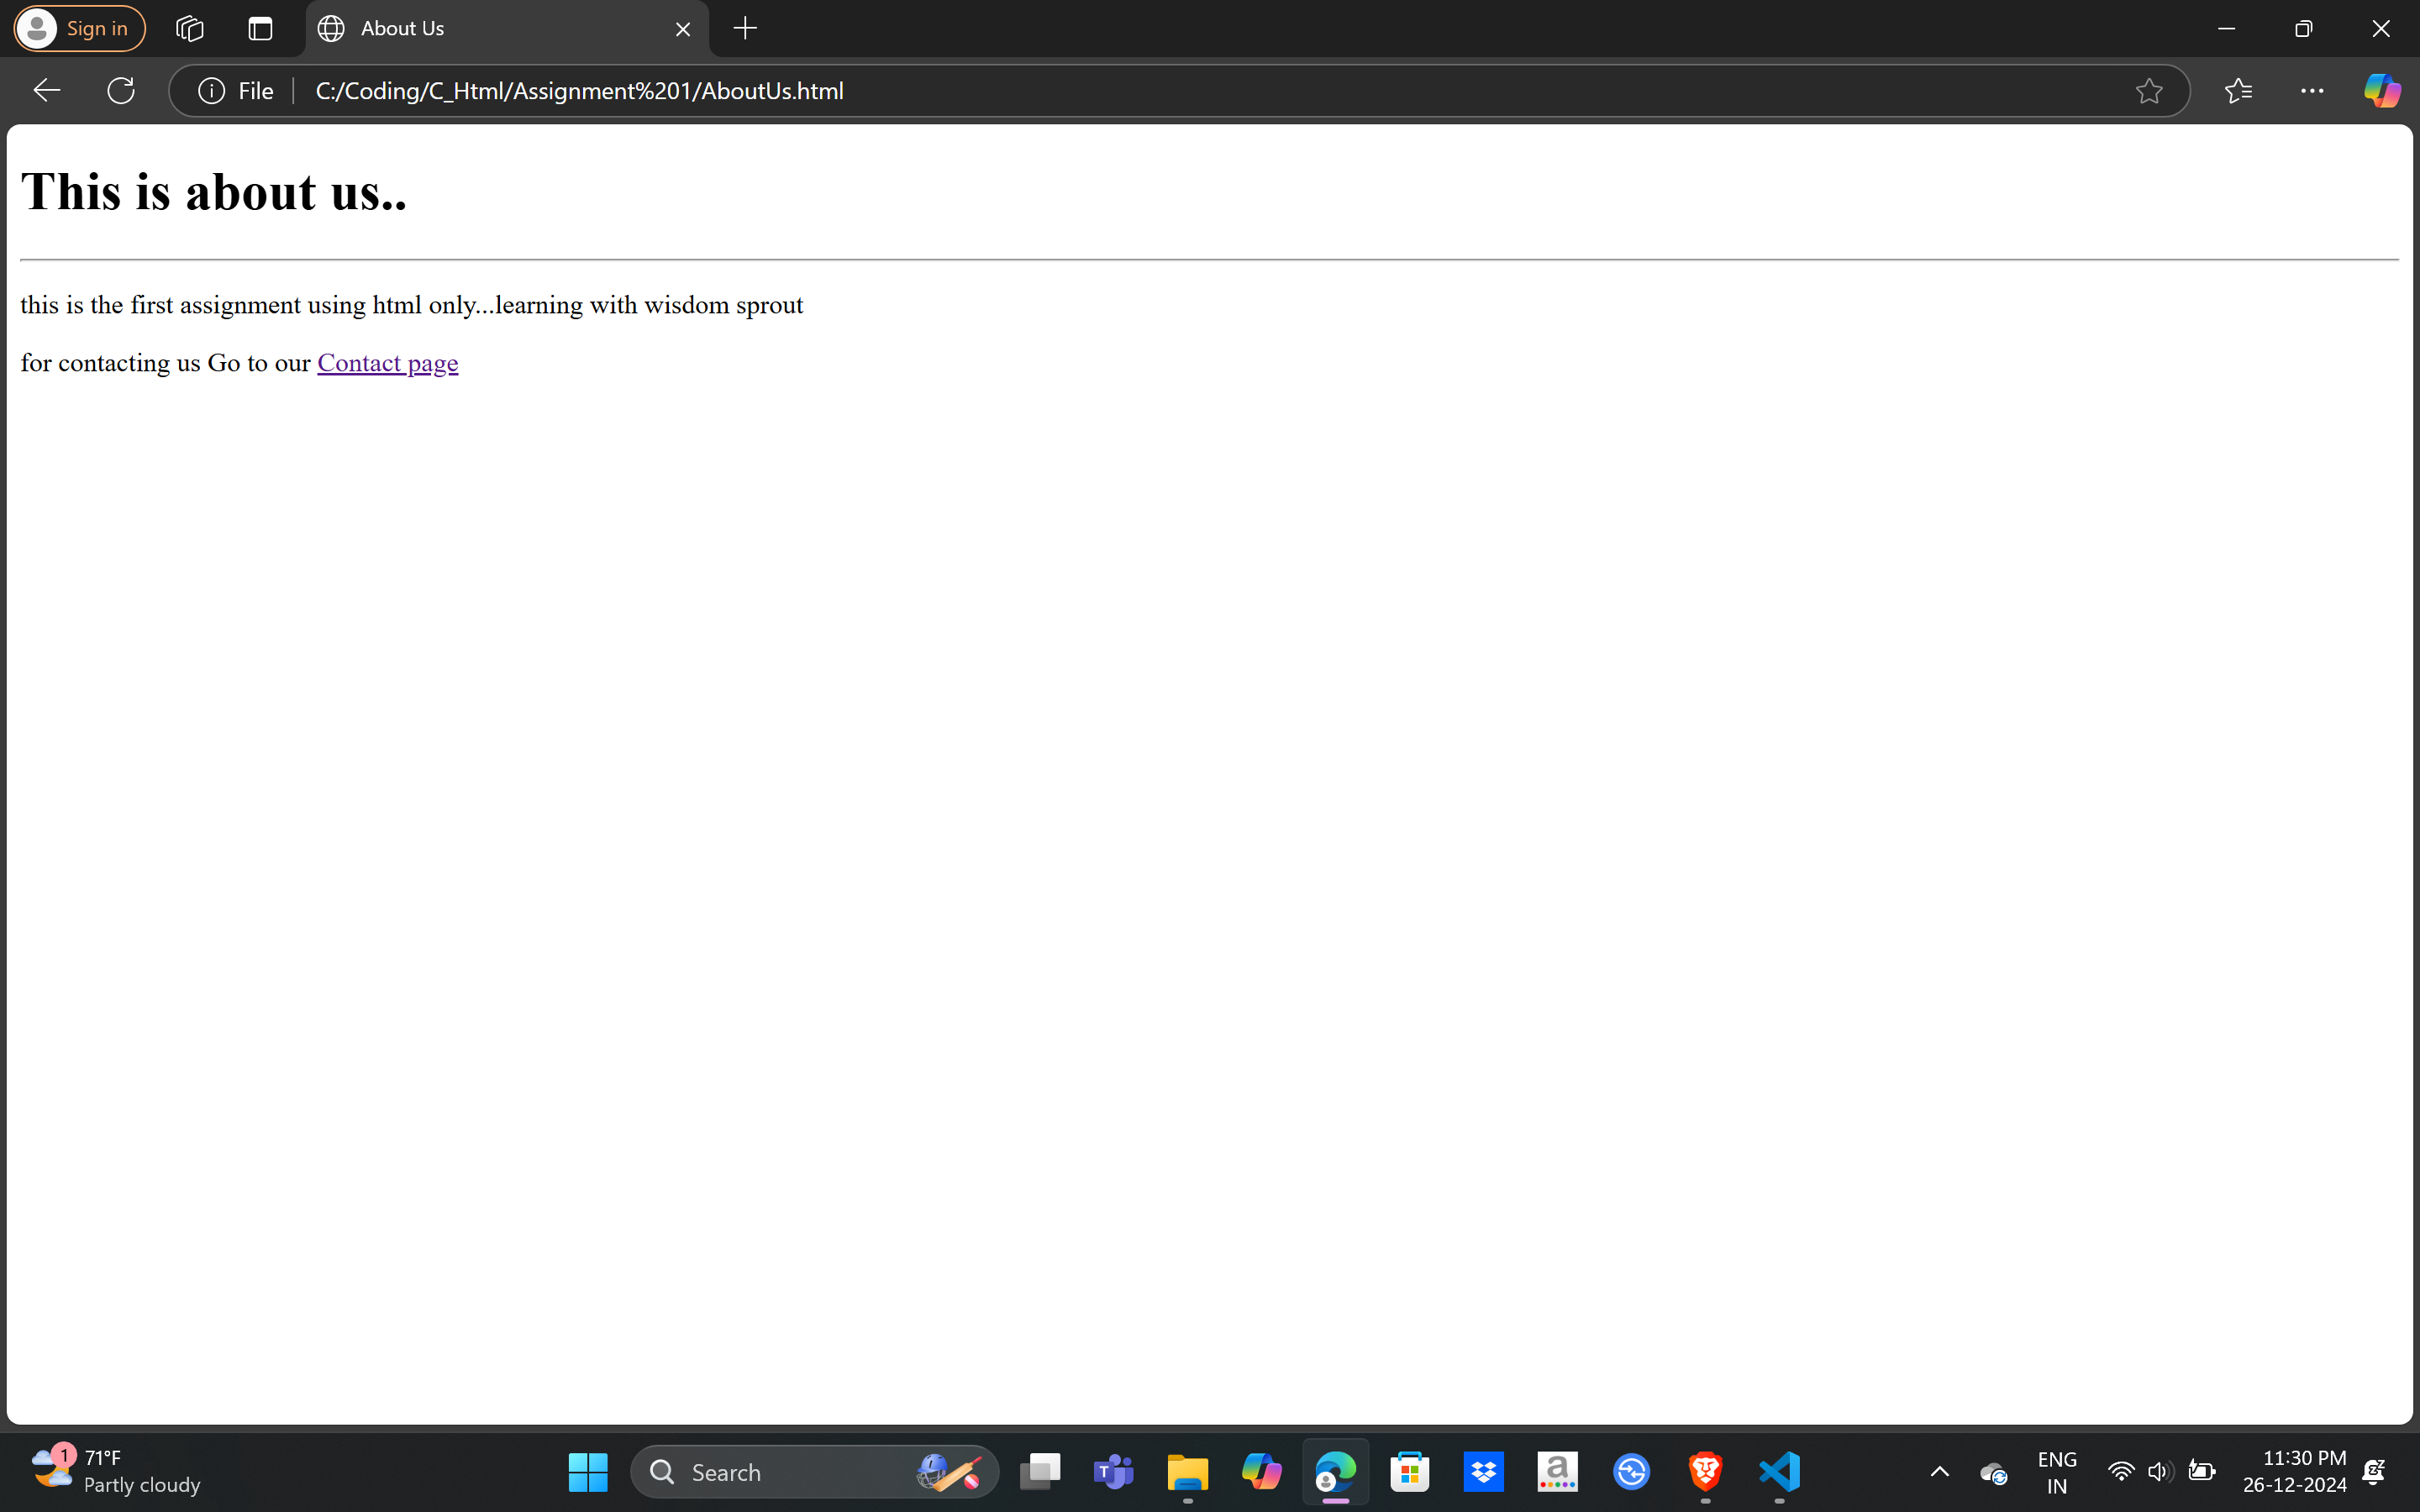 Sign in
About Us
File
C:/Coding/C_Html/Assignment%201/AboutUs.html
This is about us..
this is the first assignment using html only...learning with wisdom sprout
for contacting us Go to our Contact page
1
71°F
Partly cloudy
Search
T
a
ENG
IN
11:30 PM
26-12-2024